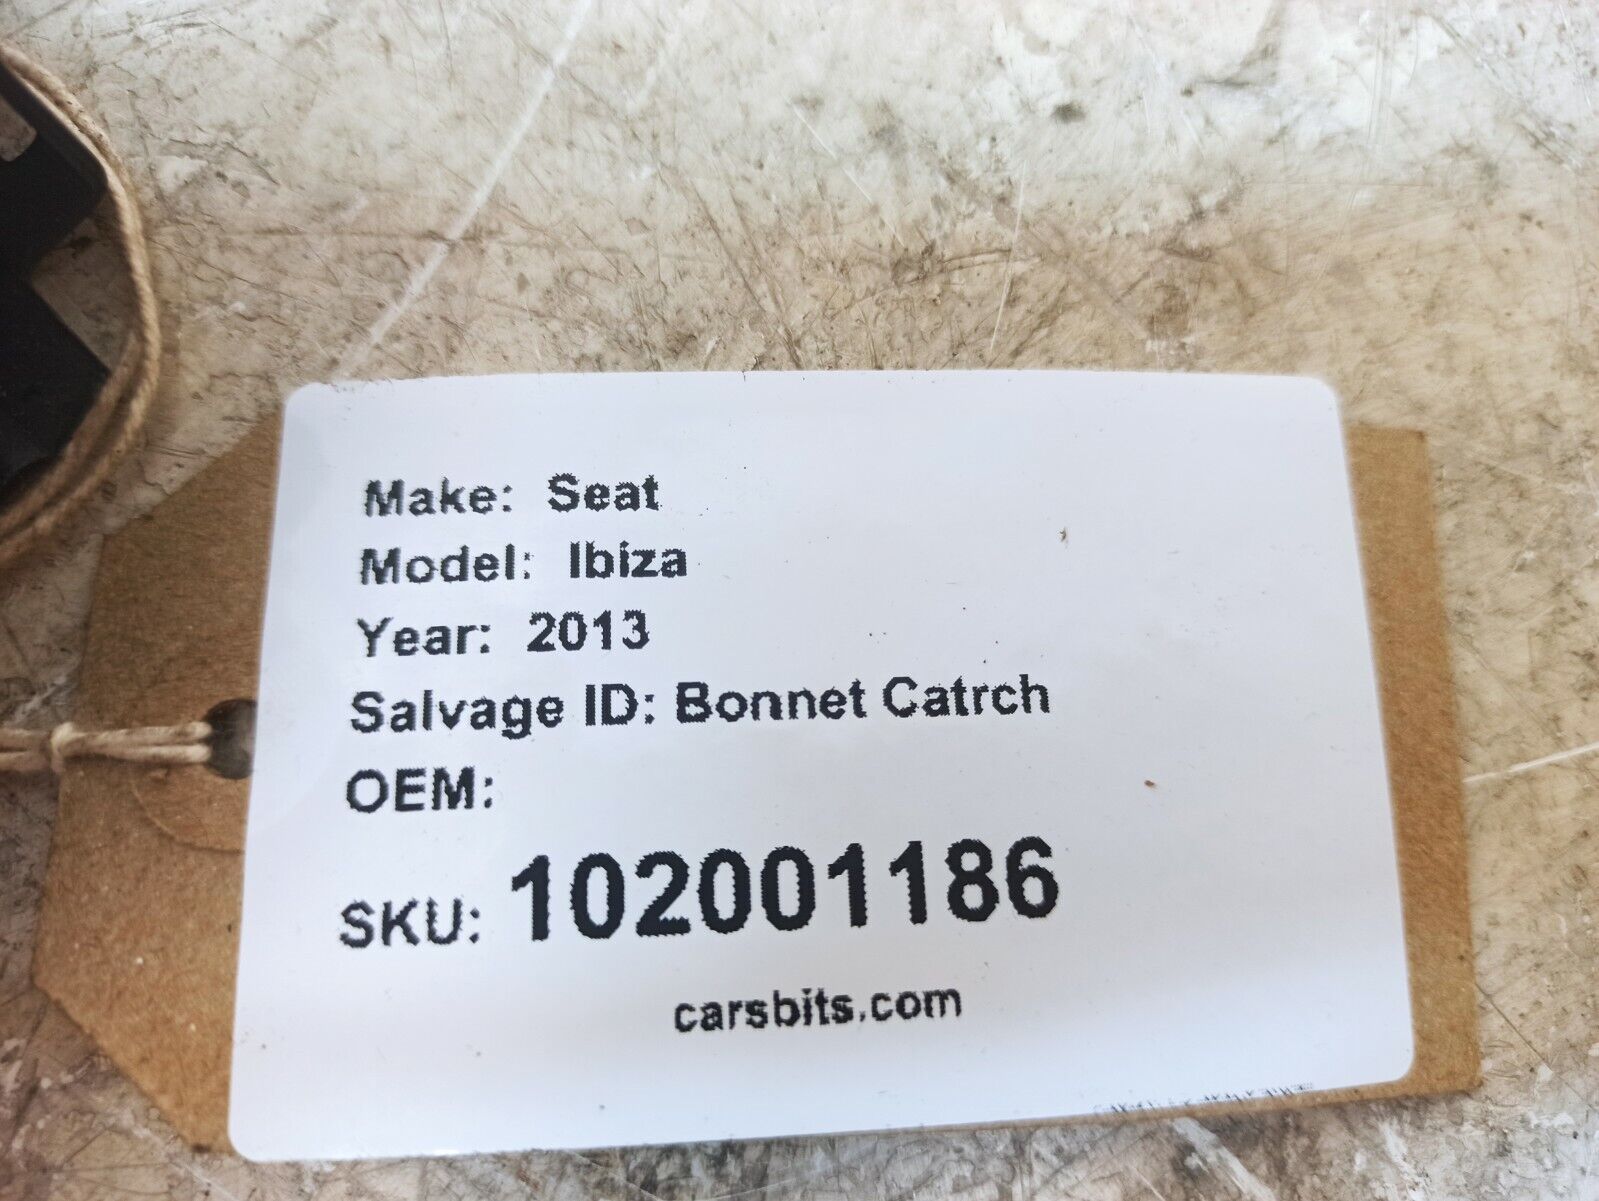 Make: Seat
Model: Ibiza
Year: 2013
Salvage ID: Bonnet Catrch
OEM:
SKU: 102001186
carsbits.com